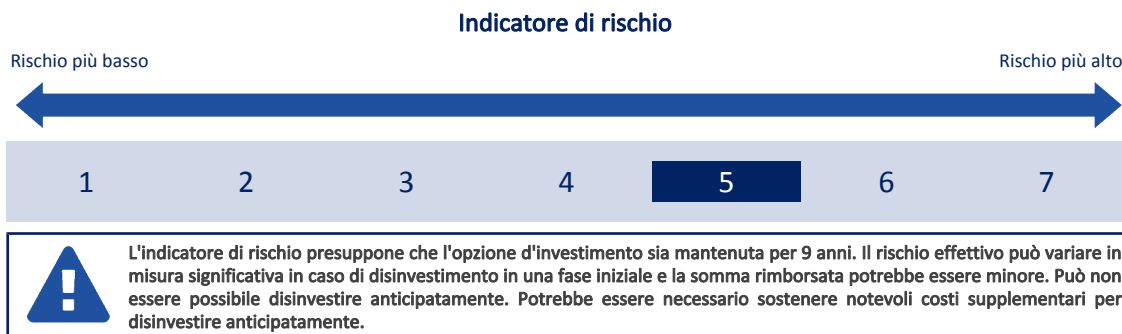 Indicatore di rischio
Rischio più basso
Rischio più alto
1 2 3 4 5 6 7
L'indicatore di rischio presuppone che l'opzione d'investimento sia mantenuta per 9 anni. Il rischio effettivo può variare in
misura significativa in caso di disinvestimento in una fase iniziale e la somma rimborsata potrebbe essere minore. Può non
essere possibile disinvestire anticipatamente. Potrebbe essere necessario sostenere notevoli costi supplementari per
disinvestire anticipatamente.